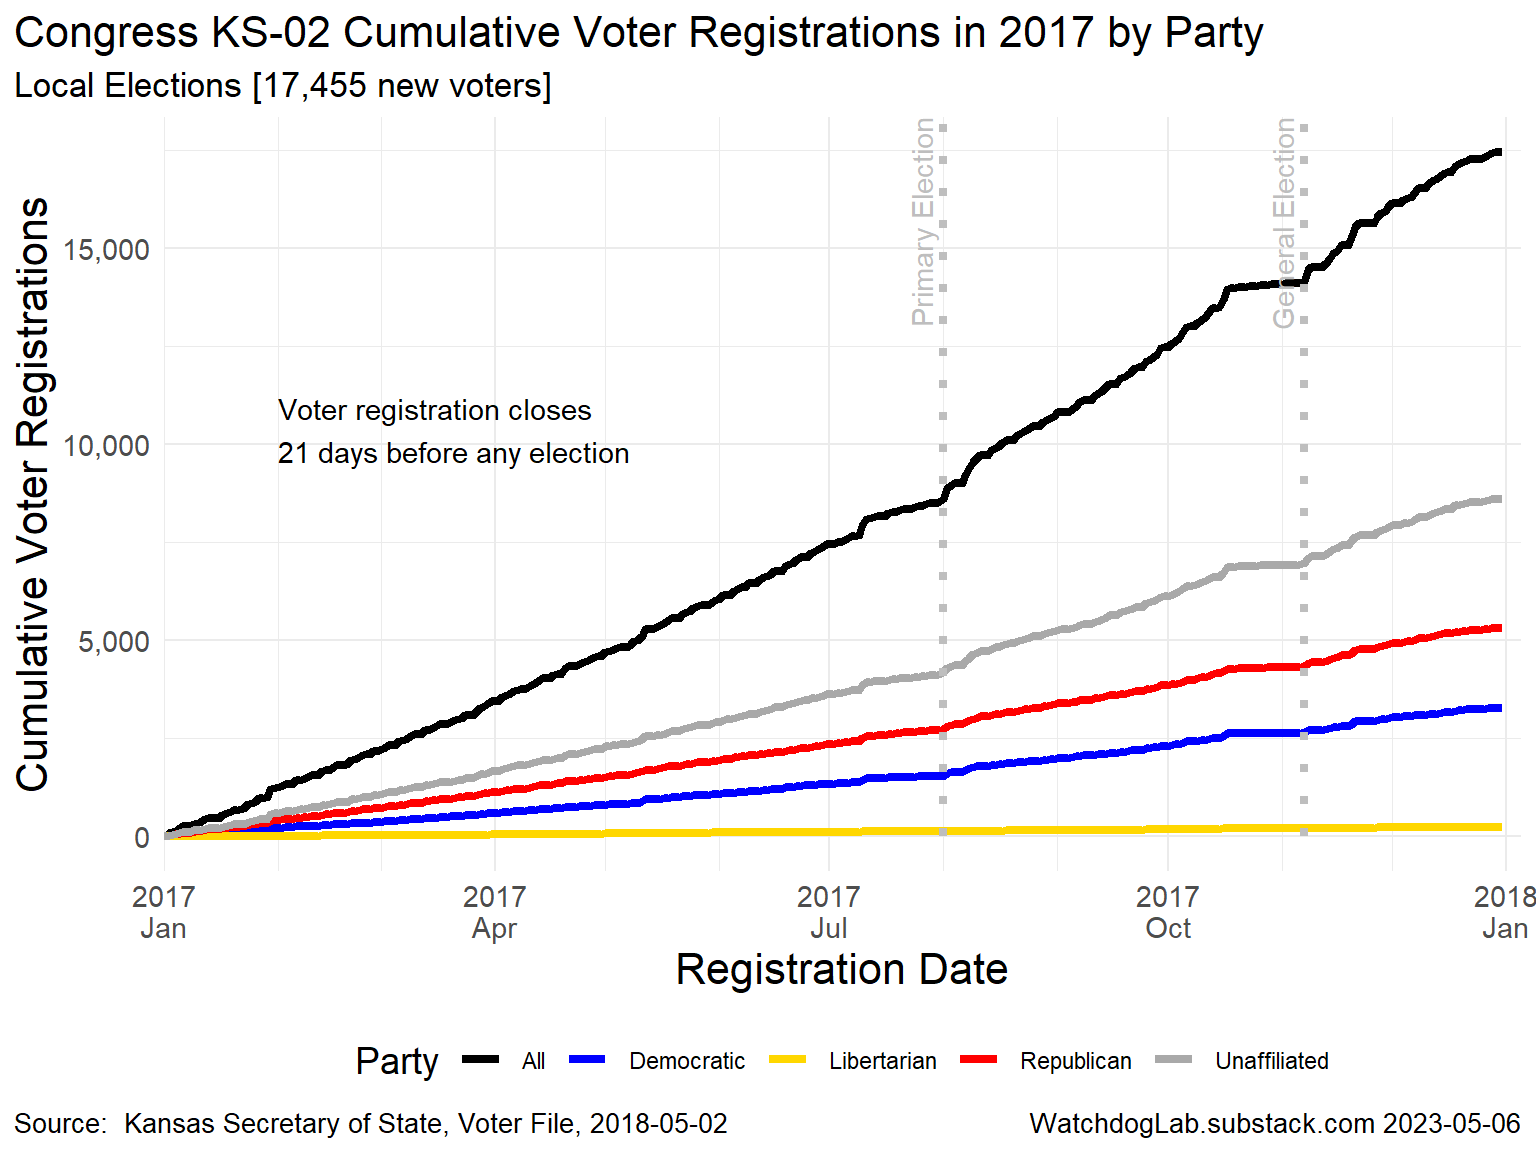 Congress KS-02 Cumulative Voter Registrations in 2017 by Party
Local Elections [17,455 new voters]
Cumulative Voter Registrations
15,000
10,000
5,000
0
Primary Election
General Election
Voter registration closes
21 days before any election
2017 2017 2017 2017 2018
Jan Apr Jul Oct Jan
Registration Date
Party All Democratic Libertarian Republican Unaffiliated
Source:  Kansas Secretary of State, Voter File, 2018-05-02
WatchdogLab.substack.com 2023-05-06